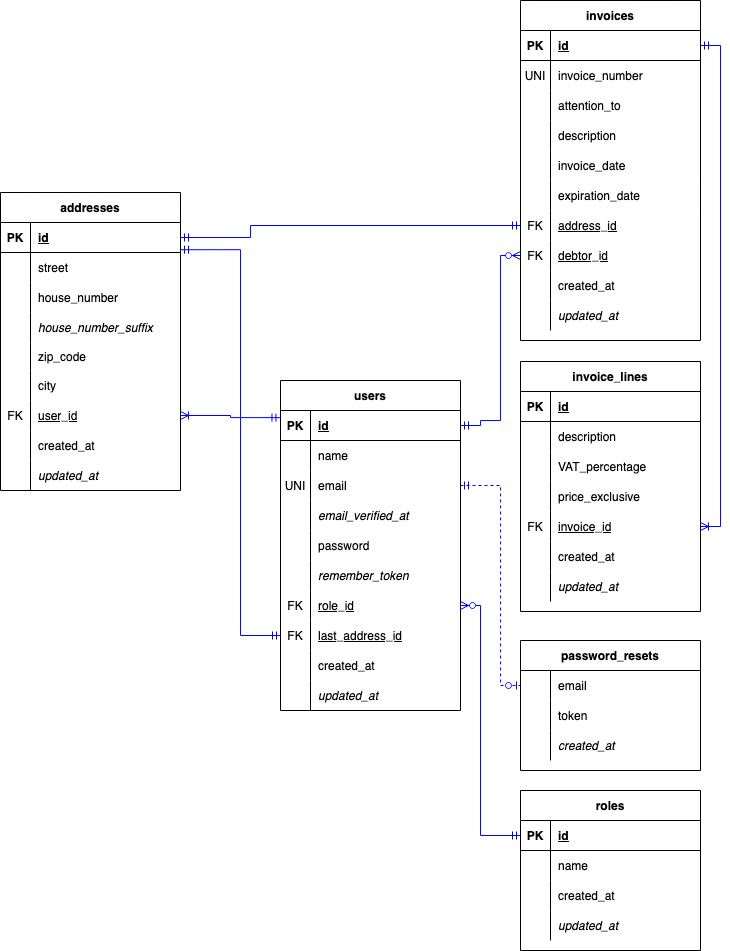 invoices
PK id
UNI invoice_number
attention_to
description
invoice_date
expiration_date
FK address_id
FK debtor_id
created_at
updated_at
addresses
PK id
street
house_number
house_number_suffix
zip_code
city
FK user_id
created_at
updated_at
users
PK id
name
UNI email
email_verified_at
password
remember_token
FK role_id
FK last_address_id
created_at
updated_at
invoice_lines
PK id
description
VAT_percentage
price_exclusive
FK invoice_id
created_at
updated_at
password_resets
email
token
created_at
roles
PK id
name
created_at
updated_at